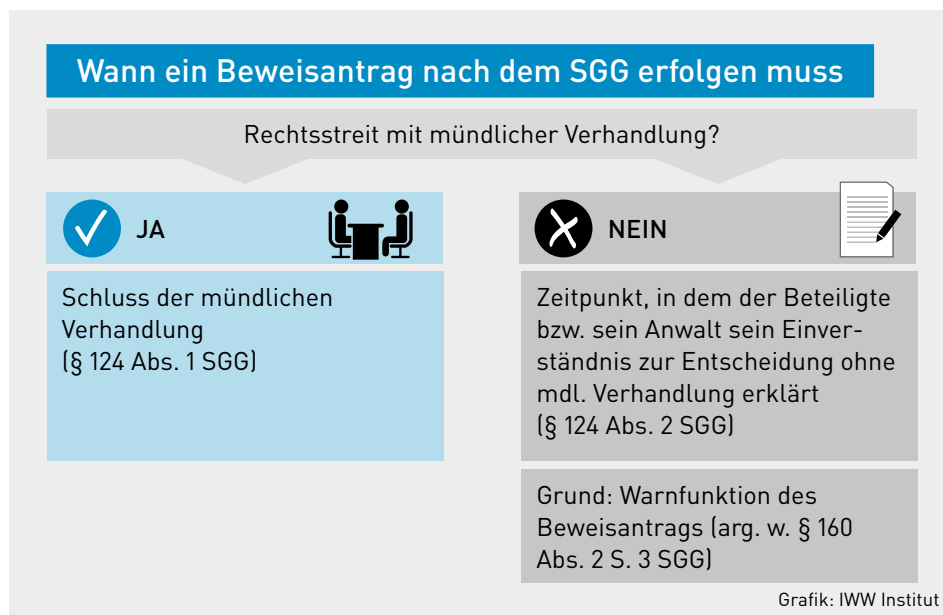 Wann ein Beweisantrag nach dem SGG erfolgen muss
Rechtsstreit mit mündlicher Verhandlung?
JA
Schluss der mündlichen
Verhandlung
(§ 124 Abs. 1 SGG)
NEIN
Zeitpunkt, in dem der Beteiligte
bzw. sein Anwalt sein Einver-
ständnis zur Entscheidung ohne
mdl. Verhandlung erklärt
(§ 124 Abs. 2 SGG)
Grund: Warnfunktion des
Beweisantrags (arg. w. § 160
Abs. 2 S. 3 SGG)
Grafik: IWW Institut